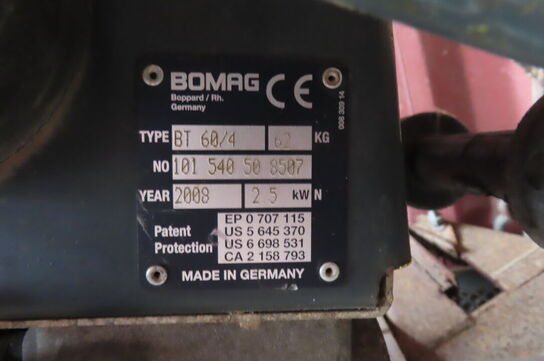 BOMAG CE
Boppard / Rh.
Germany
008 309 14
TYPE BT 60/4 62 KG
NO 101 540 50 8507
YEAR 2008 2.5 kW N
Patent
Protection
EP 0 707 115
US 5 645 370
US 6 698 531
CA 2 158 793
MADE IN GERMANY